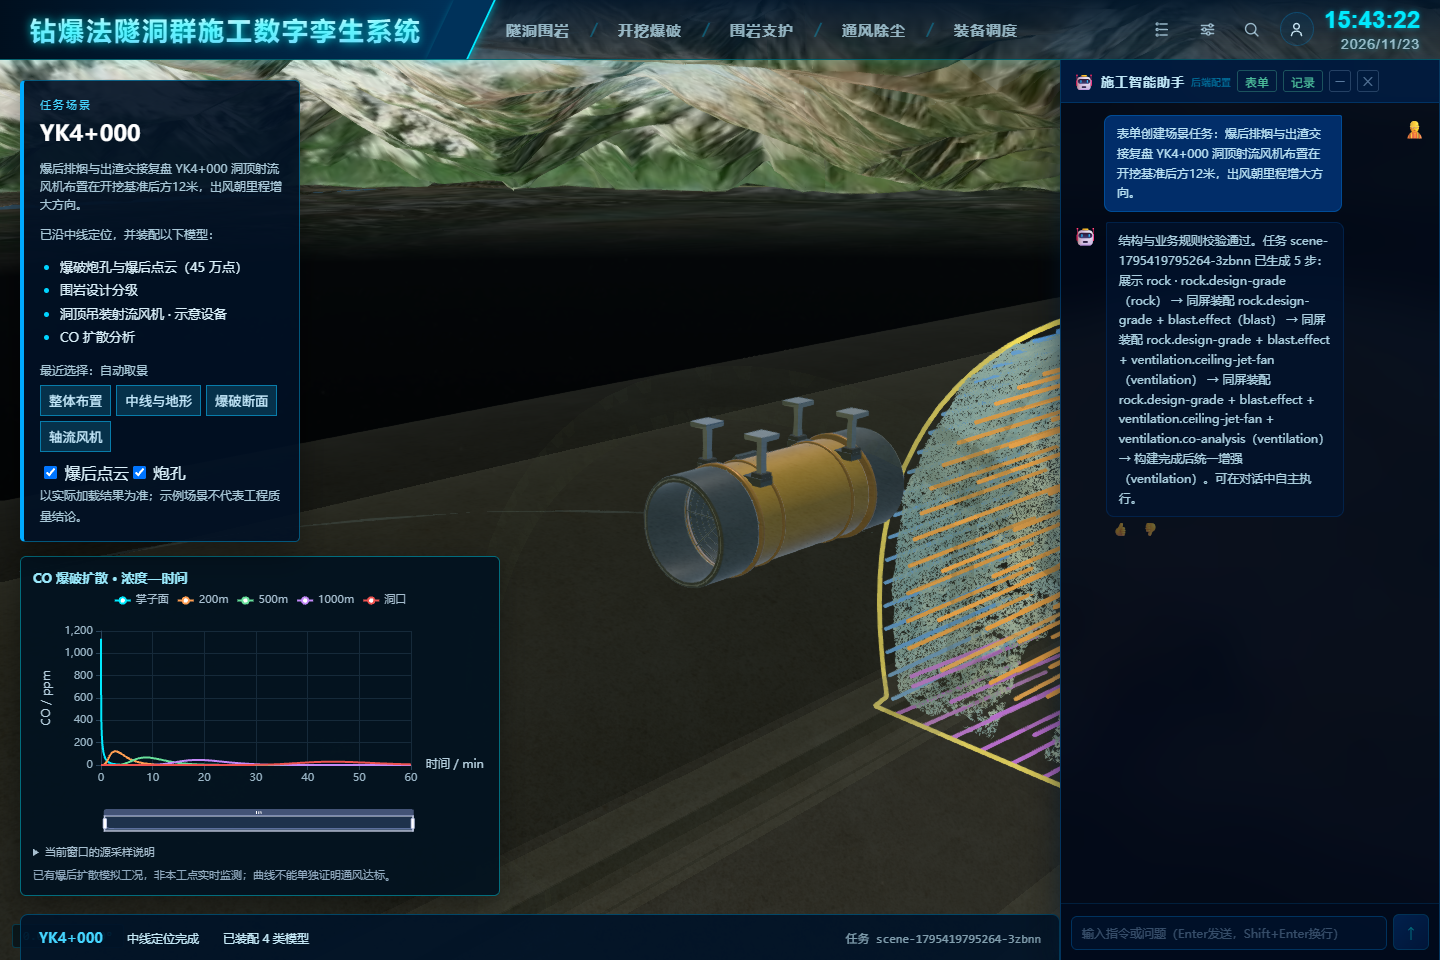 钻爆法隧洞群施工数字孪生系统
隧洞围岩 / 开挖爆破 / 围岩支护 / 通风除尘 / 装备调度
15:43:22
2026/11/23
任务场景
YK4+000
爆后排烟与出渣交接复盘 YK4+000 洞顶射流
风机布置在开挖基准后方12米，出风朝里程增
大方向。
已沿中线定位，并装配以下模型：
爆破炮孔与爆后点云（45 万点）
围岩设计分级
洞顶吊装射流风机 · 示意设备
CO 扩散分析
最近选择：自动取景
整体布置 中线与地形 爆破断面
轴流风机
爆后点云 炮孔
以实际加载结果为准；示例场景不代表工程质
量结论。
CO 爆破扩散 • 浓度—时间
掌子面 200m 500m 1000m 洞口
CO / ppm
1,200
1,000
800
600
400
200
0
0 10 20 30 40 50 60
时间 / min
当前窗口的源采样说明
已有爆后扩散模拟工况，非本工点实时监测；曲线不能单独证明通风达标。
YK4+000 中线定位完成 已装配 4 类模型 任务 scene-1795419795264-3zbnn
施工智能助手 后端配置 表单 记录
表单创建场景任务：爆后排烟与出渣交
接复盘 YK4+000 洞顶射流风机布置在
开挖基准后方12米，出风朝里程增大方
向。
结构与业务规则校验通过。任务 scene-
1795419795264-3zbnn 已生成 5 步：
展示 rock · rock.design-grade
（rock） → 同屏装配 rock.design-
grade + blast.effect（blast） → 同屏
装配 rock.design-grade + blast.effect
+ ventilation.ceiling-jet-fan
（ventilation） → 同屏装配
rock.design-grade + blast.effect +
ventilation.ceiling-jet-fan +
ventilation.co-analysis（ventilation）
→ 构建完成后统一增强
（ventilation）。可在对话中自主执
行。
输入指令或问题（Enter发送，Shift+Enter换行）
↑